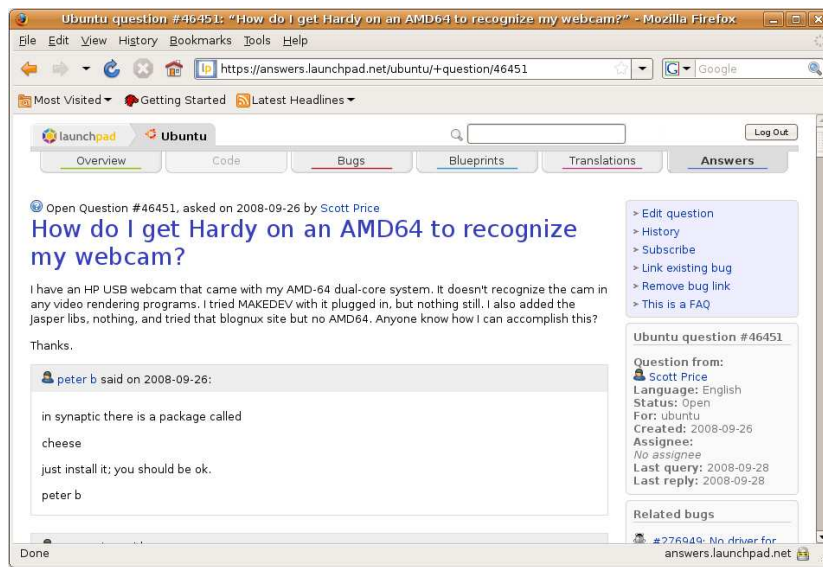 Ubuntu question #46451: “How do I get Hardy on an AMD64 to recognize my webcam?” - Mozilla Firefox
File Edit View History Bookmarks Tools Help
https://answers.launchpad.net/ubuntu/+question/46451
Google
Most Visited Getting Started Latest Headlines
launchpad Ubuntu
Log Out
Overview Code Bugs Blueprints Translations Answers
Open Question #46451, asked on 2008-09-26 by Scott Price
How do I get Hardy on an AMD64 to recognize
my webcam?
I have an HP USB webcam that came with my AMD-64 dual-core system. It doesn't recognize the cam in
any video rendering programs. I tried MAKEDEV with it plugged in, but nothing still. I also added the
Jasper libs, nothing, and tried that blognux site but no AMD64. Anyone know how I can accomplish this?
Thanks.
peter b said on 2008-09-26:
in synaptic there is a package called
cheese
just install it; you should be ok.
peter b
Edit question
History
Subscribe
Link existing bug
Remove bug link
This is a FAQ
Ubuntu question #46451
Question from:
Scott Price
Language: English
Status: Open
For: ubuntu
Created: 2008-09-26
Assignee:
No assignee
Last query: 2008-09-28
Last reply: 2008-09-28
Related bugs
#276949: No driver for
Done
answers.launchpad.net